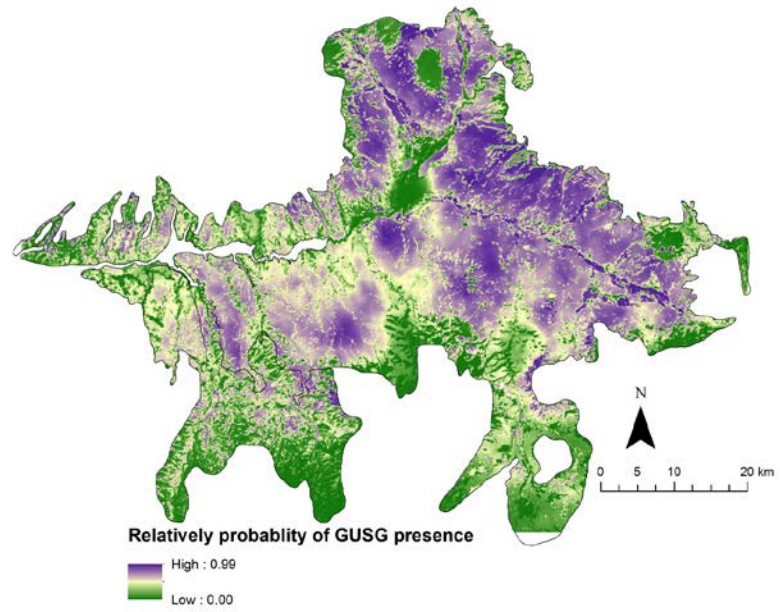 N
0 5 10 20 km
Relatively probablity of GUSG presence
High : 0.99
Low : 0.00